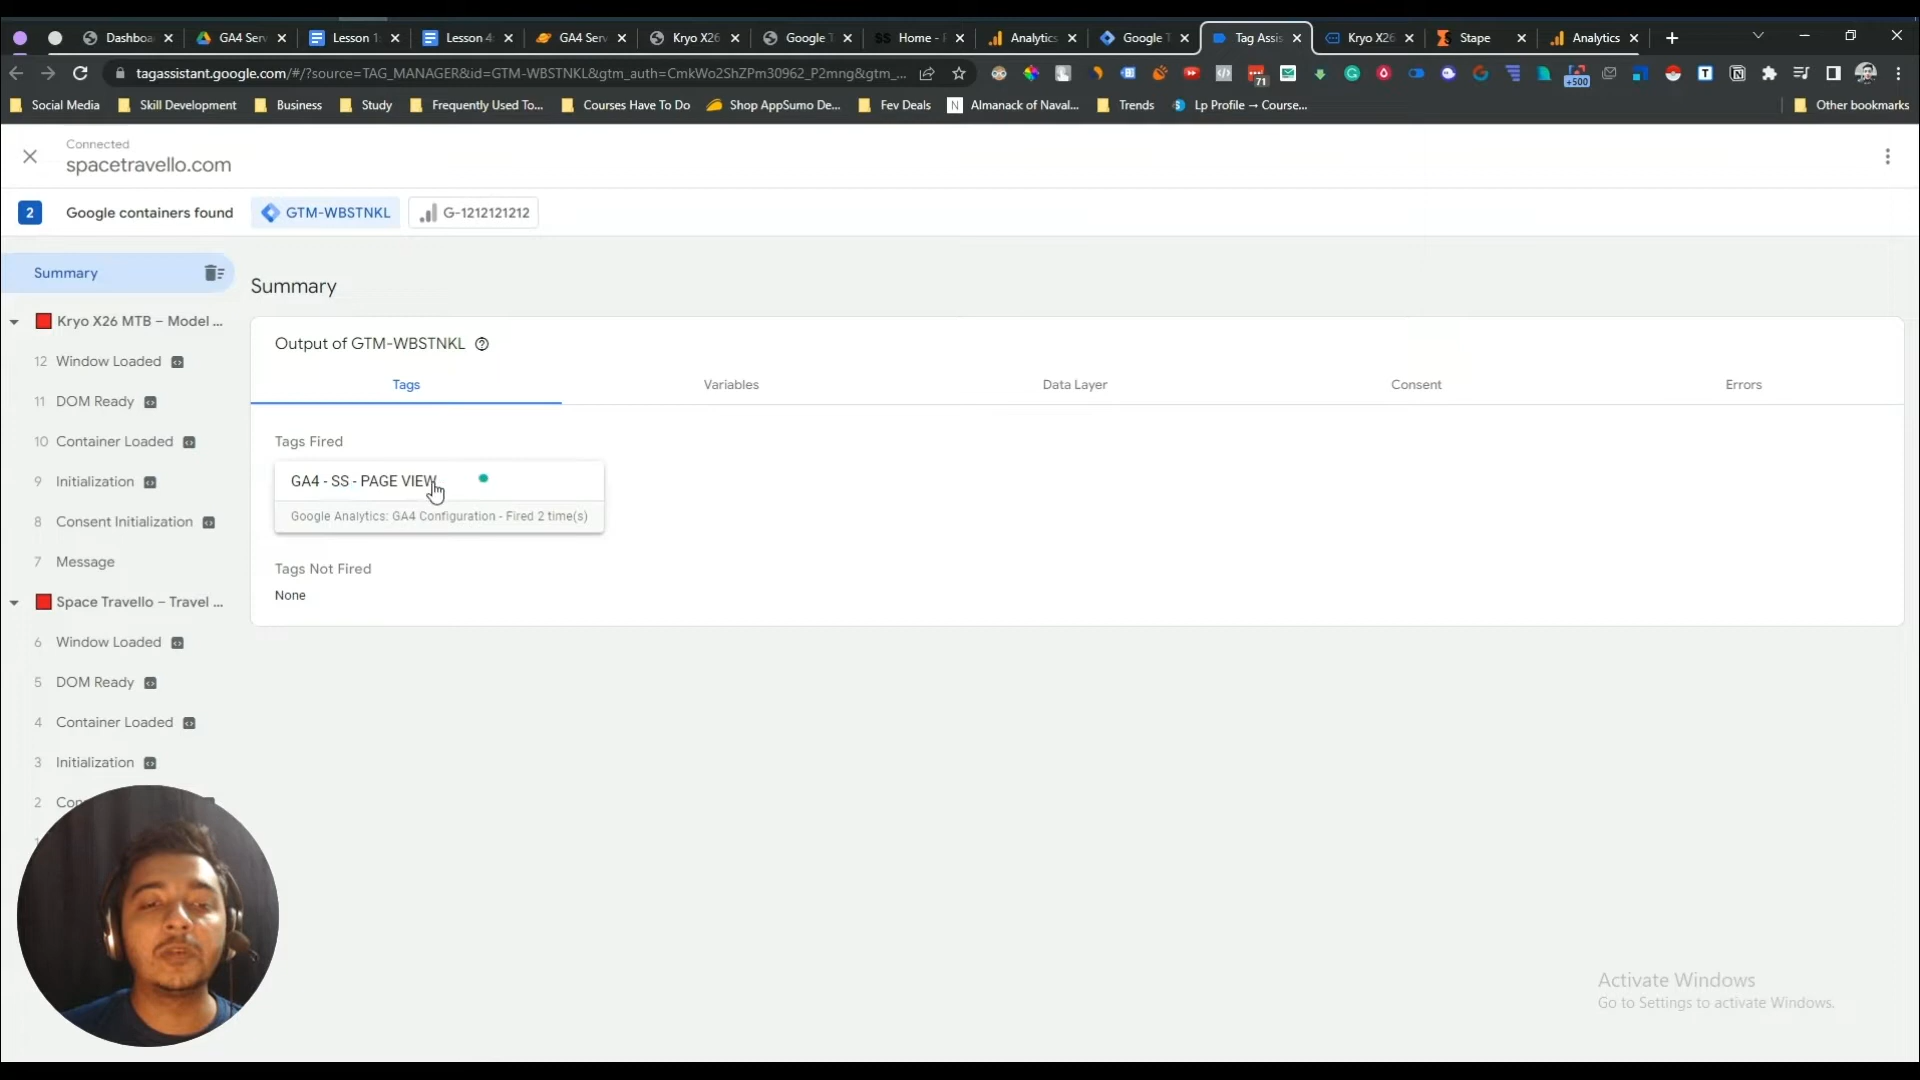 Dashboa
GA4 Serv
Lesson 1
Lesson 4
GA4 Serv
Kryo X26
Google T
SS Home -
Analytics
Google T
Tag Assis
Kryo X26
Stape
Analytics
tagassistant.google.com/#/?source=TAG_MANAGER&id=GTM-WBSTNKL&gtm_auth=CmkWo2ShZPm30962_P2mng&gtm_...
71
+500
Social Media
Skill Development
Business
Study
Frequently Used To...
Courses Have To Do
Shop AppSumo De...
Fev Deals
Almanack of Naval...
Trends
Lp Profile → Course...
Other bookmarks
Connected
spacetravello.com
2 Google containers found GTM-WBSTNKL G-1212121212
Summary
Kryo X26 MTB – Model ...
12 Window Loaded
11 DOM Ready
10 Container Loaded
9 Initialization
8 Consent Initialization
7 Message
Space Travello – Travel ...
6 Window Loaded
5 DOM Ready
4 Container Loaded
3 Initialization
2 Con
Summary
Output of GTM-WBSTNKL
Tags Variables Data Layer Consent Errors
Tags Fired
GA4 - SS - PAGE VIEW
Google Analytics: GA4 Configuration - Fired 2 time(s)
Tags Not Fired
None
Activate Windows
Go to Settings to activate Windows.